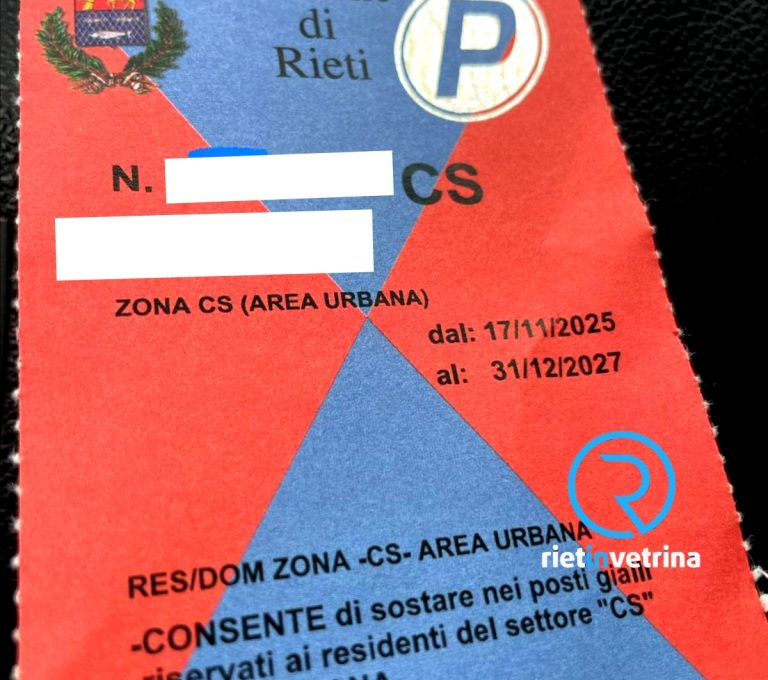 di
Rieti
P
N.
CS
ZONA CS (AREA URBANA)
dal: 17/11/2025
al: 31/12/2027
RES/DOM ZONA -CS- AREA URBANA
rietinvetrina
-CONSENTE di sostare nei posti gialli
riservati ai residenti del settore "CS"